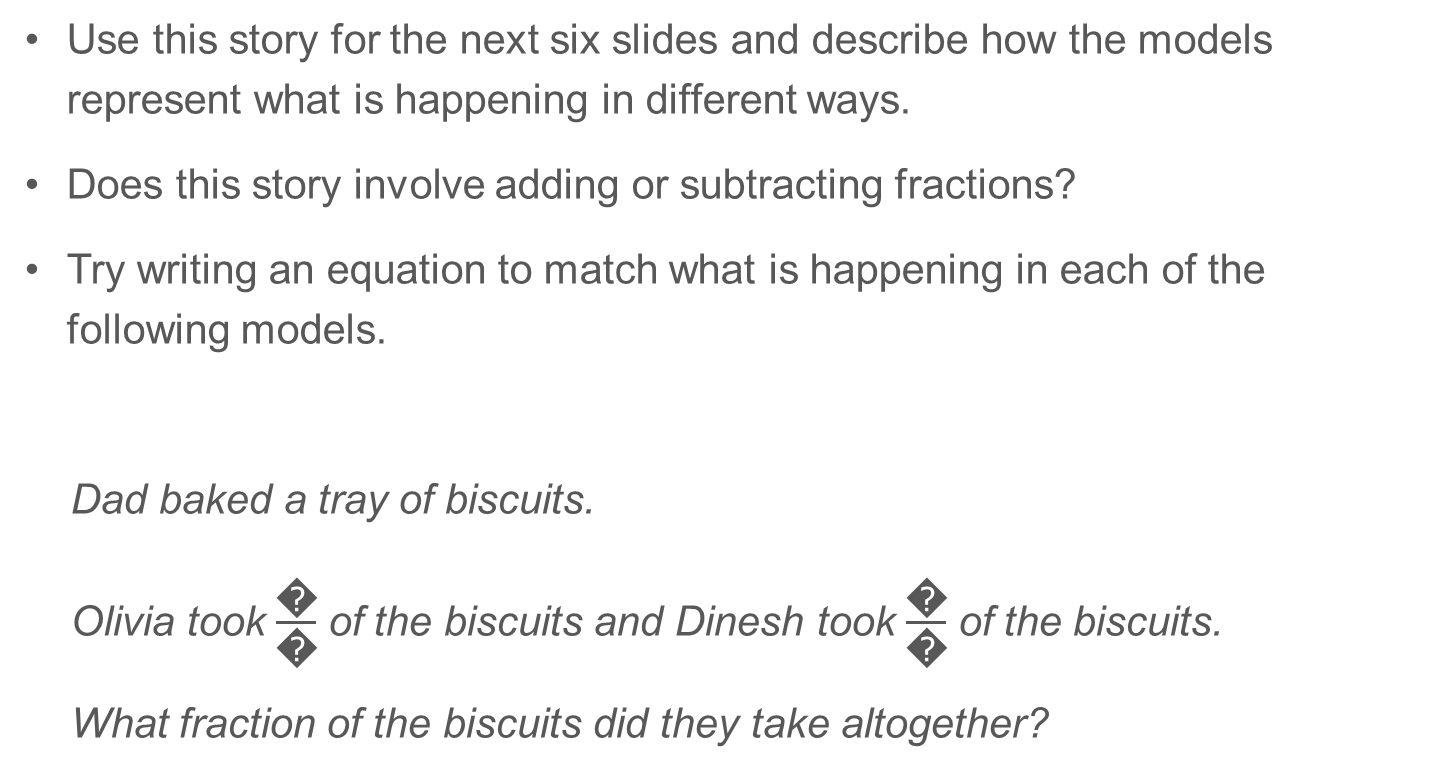 • Use this story for the next six slides and describe how the models
represent what is happening in different ways.
• Does this story involve adding or subtracting fractions?
• Try writing an equation to match what is happening in each of the
following models.
Dad baked a tray of biscuits.
Olivia took �/� of the biscuits and Dinesh took �/� of the biscuits.
What fraction of the biscuits did they take altogether?